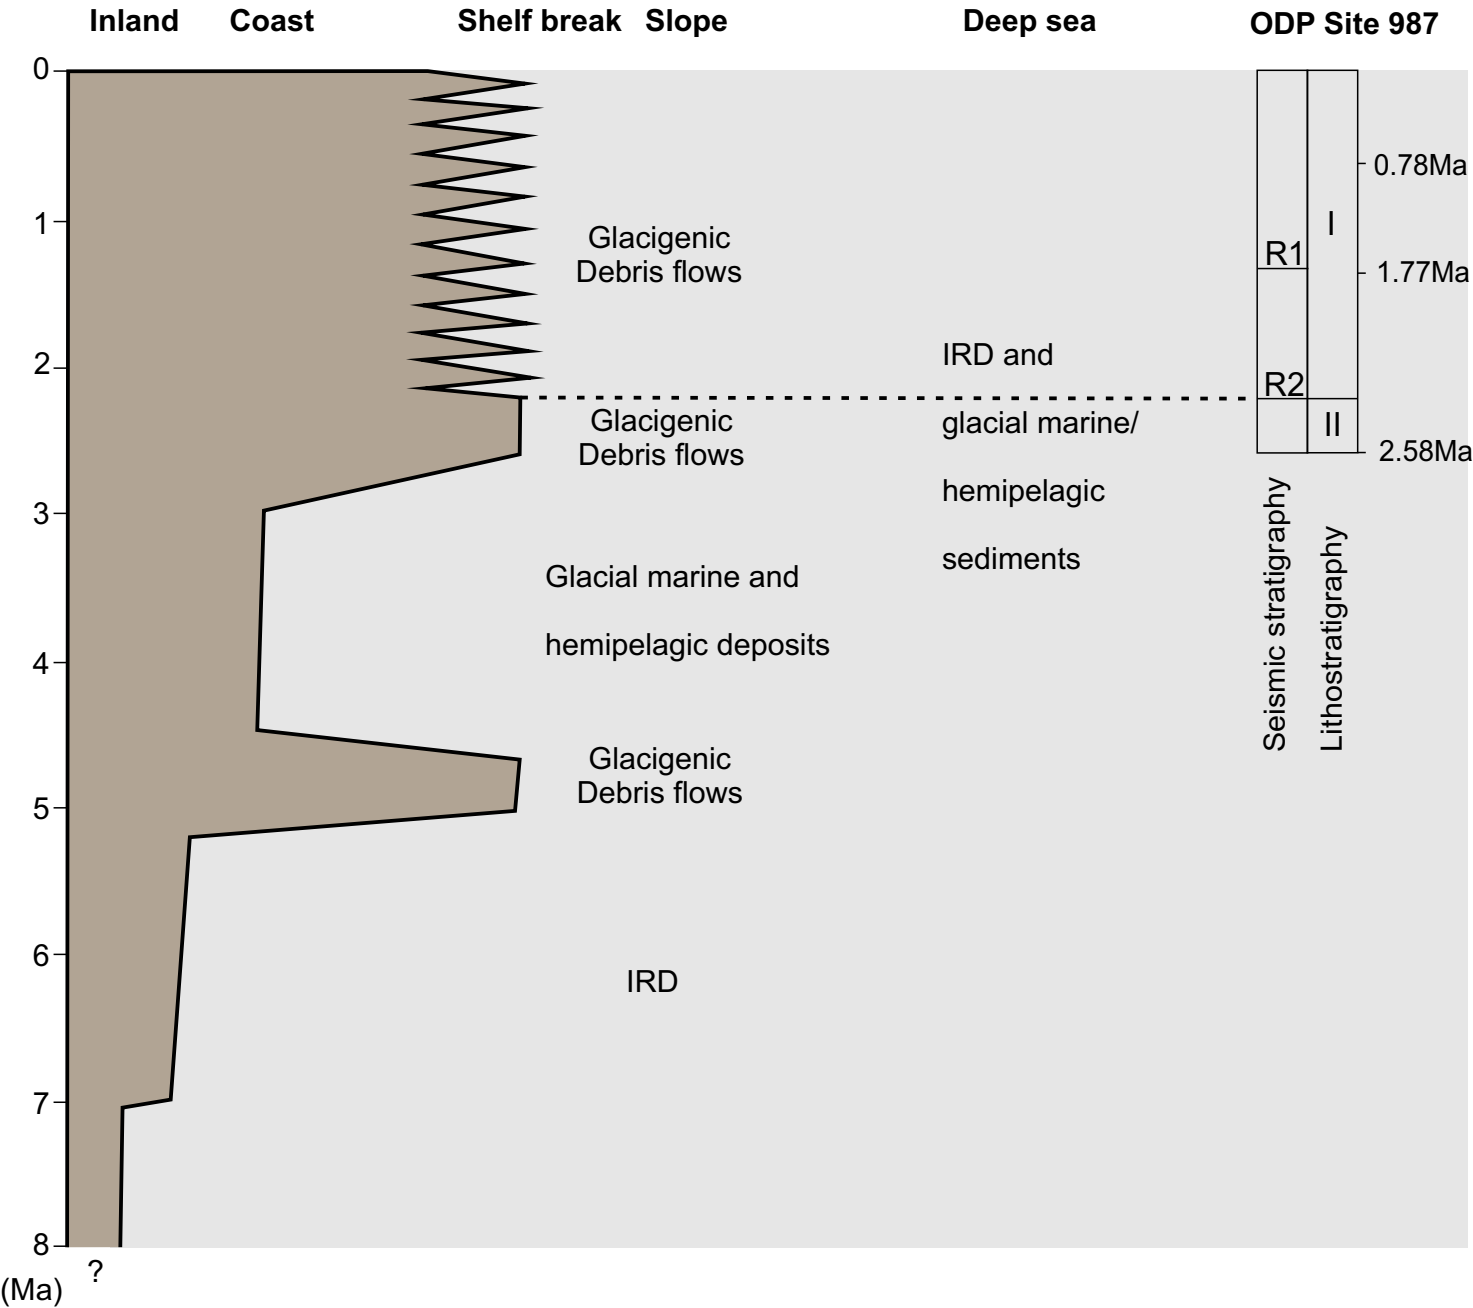 Inland Coast Shelf break Slope Deep sea ODP Site 987
0
0.78Ma
1
I
Glacigenic
Debris flows
R1
1.77Ma
IRD and
2
R2
Glacigenic
Debris flows
glacial marine/
II
2.58Ma
hemipelagic
3
sediments
Glacial marine and
hemipelagic deposits
Seismic stratigraphy
Lithostratigraphy
4
Glacigenic
Debris flows
5
6
IRD
7
8
?
(Ma)